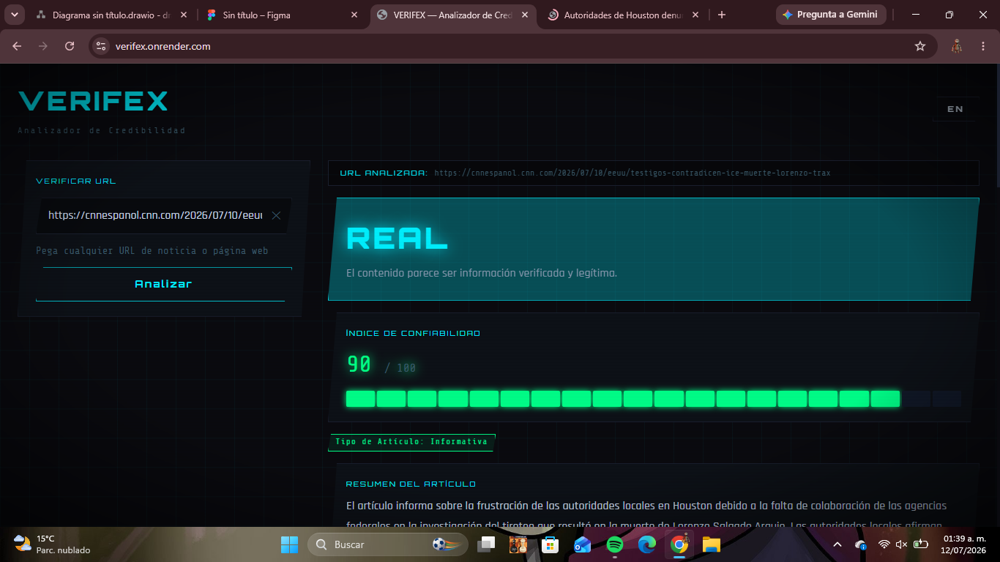 Diagrama sin título.drawio - dr
Sin título – Figma
VERIFEX — Analizador de Cred
Autoridades de Houston denu
Pregunta a Gemini
verifex.onrender.com
VERIFEX
Analizador de Credibilidad
EN
VERIFICAR URL
https://cnnespanol.cnn.com/2026/07/10/eeuu
Pega cualquier URL de noticia o página web
Analizar
URL ANALIZADA: https://cnnespanol.cnn.com/2026/07/10/eeuu/testigos-contradicen-ice-muerte-lorenzo-trax
REAL
El contenido parece ser información verificada y legítima.
ÍNDICE DE CONFIABILIDAD
90 / 100
Tipo de Artículo: Informativa
RESUMEN DEL ARTÍCULO
El artículo informa sobre la frustración de las autoridades locales en Houston debido a la falta de colaboración de las agencias
federales en la investigación del tiroteo que resultó en la muerte de Lorenzo Salgado Araujo. Las autoridades locales afirman
15°C
Parc. nublado
Buscar
01:39 a. m.
12/07/2026